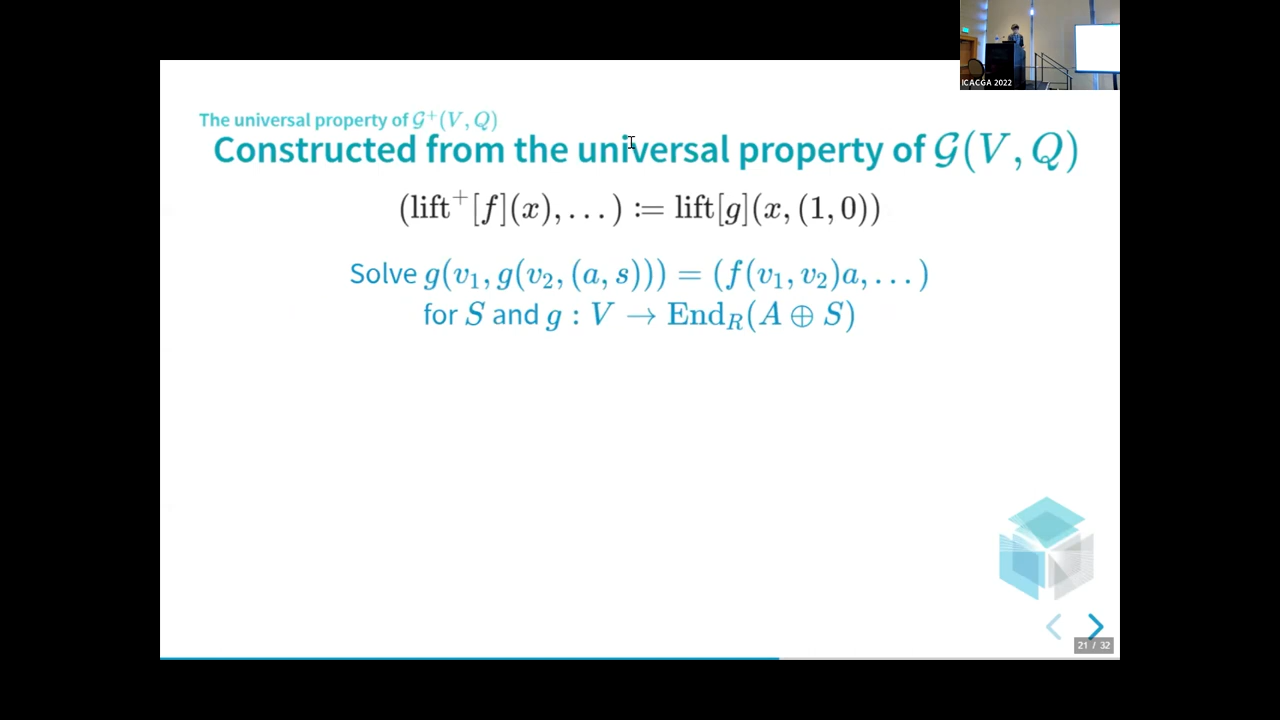 ICACGA 2022
The universal property of 𝒢⁺(V, Q)
Constructed from the universal property of 𝒢(V, Q)
(lift⁺[f](x), …) := lift[g](x, (1, 0))
Solve g(v₁, g(v₂, (a, s))) = (f(v₁, v₂)a, …)
for S and g : V → End_R(A ⊕ S)
21 / 32